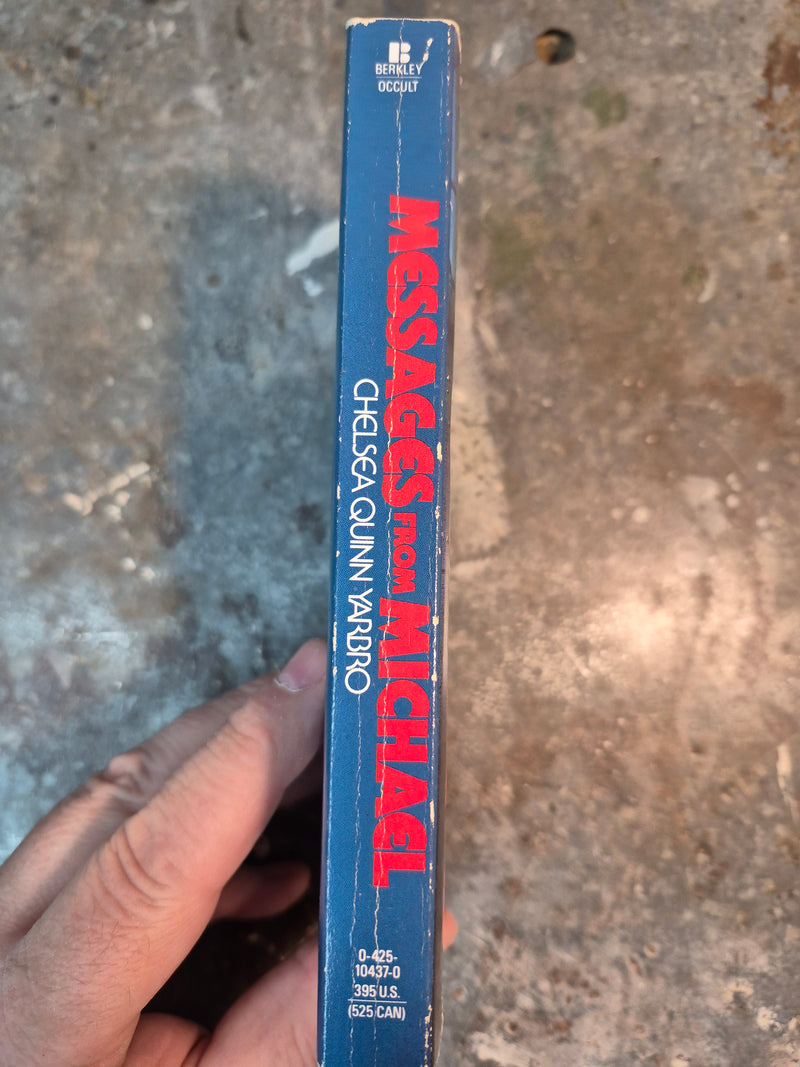 B
BERKLEY
OCCULT
MESSAGES FROM MICHAEL
CHELSEA QUINN YARBRO
0-425-
10437-0
395 U.S.
(525 CAN)